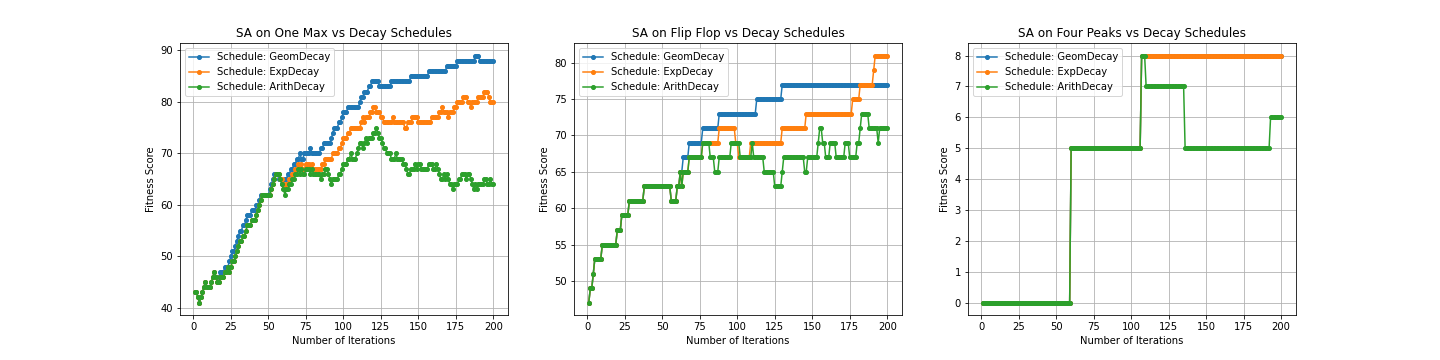 SA on One Max vs Decay Schedules
Schedule: GeomDecay
Schedule: ExpDecay
Schedule: ArithDecay
90
80
70
60
50
40
Fitness Score
0 25 50 75 100 125 150 175 200
Number of Iterations
SA on Flip Flop vs Decay Schedules
Schedule: GeomDecay
Schedule: ExpDecay
Schedule: ArithDecay
80
75
70
65
60
55
50
Fitness Score
0 25 50 75 100 125 150 175 200
Number of Iterations
SA on Four Peaks vs Decay Schedules
Schedule: GeomDecay
Schedule: ExpDecay
Schedule: ArithDecay
8
7
6
5
4
3
2
1
0
Fitness Score
0 25 50 75 100 125 150 175 200
Number of Iterations